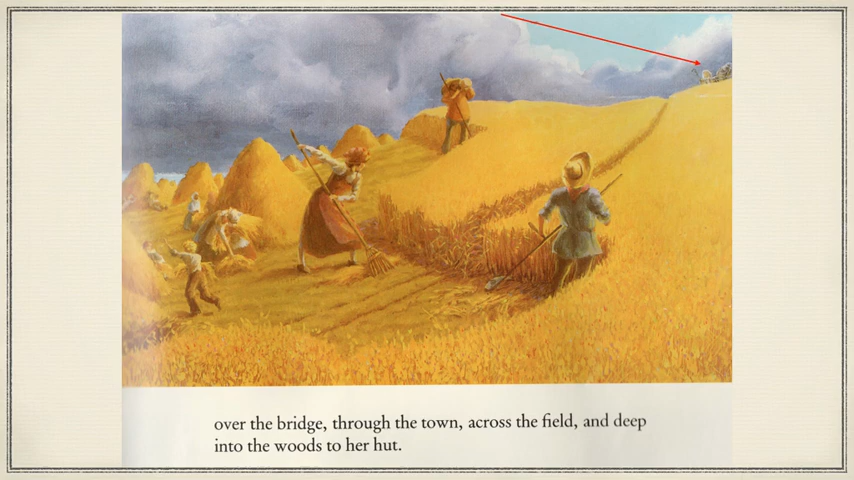 over the bridge, through the town, across the field, and deep
into the woods to her hut.